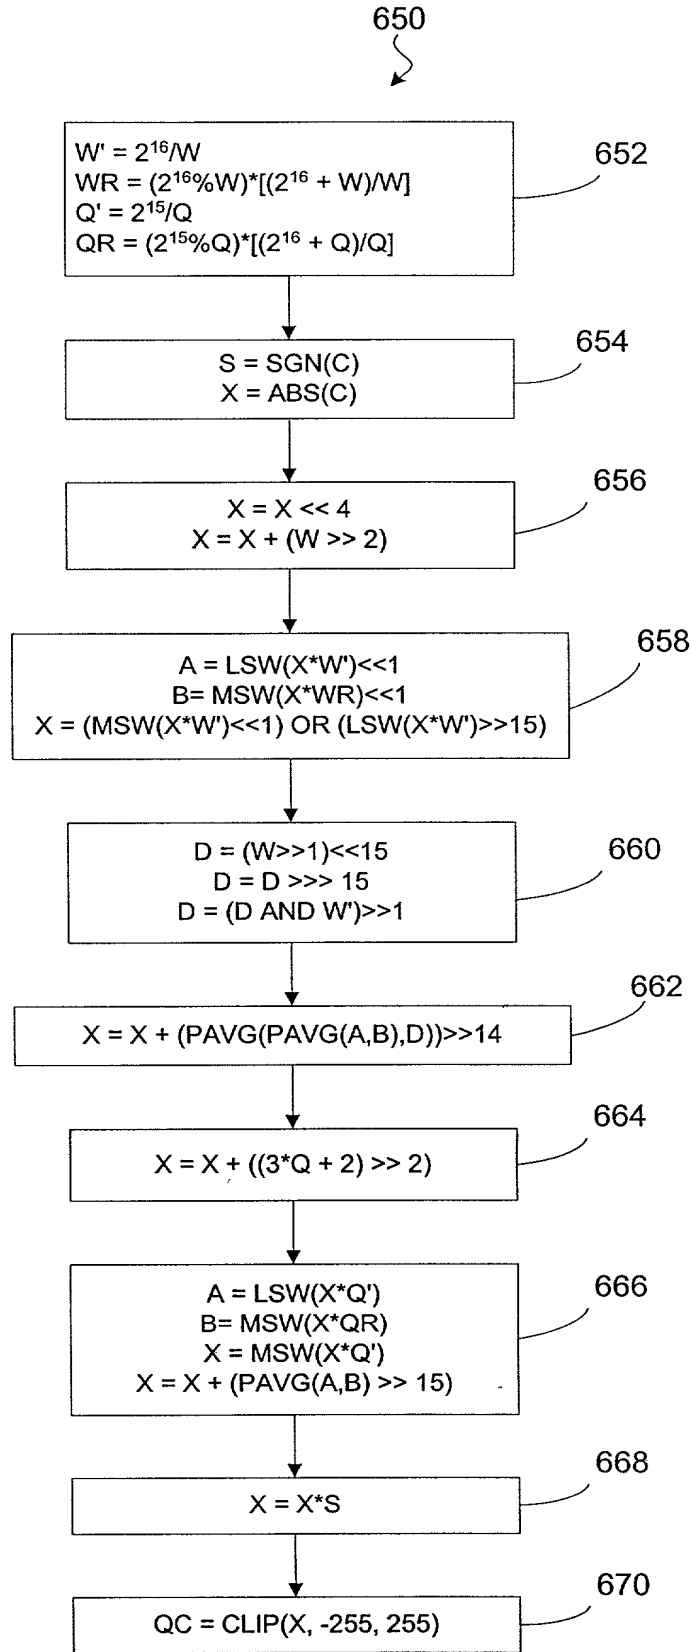 650
W' = 2¹⁶/W
WR = (2¹⁶%W)*[(2¹⁶ + W)/W]
Q' = 2¹⁵/Q
QR = (2¹⁵%Q)*[(2¹⁶ + Q)/Q]
652
S = SGN(C)
X = ABS(C)
654
X = X << 4
X = X + (W >> 2)
656
A = LSW(X*W')<<1
B= MSW(X*WR)<<1
X = (MSW(X*W')<<1) OR (LSW(X*W')>>15)
658
D = (W>>1)<<15
D = D >>> 15
D = (D AND W')>>1
660
X = X + (PAVG(PAVG(A,B),D))>>14
662
X = X + ((3*Q + 2) >> 2)
664
A = LSW(X*Q')
B= MSW(X*QR)
X = MSW(X*Q')
X = X + (PAVG(A,B) >> 15)
666
X = X*S
668
QC = CLIP(X, -255, 255)
670